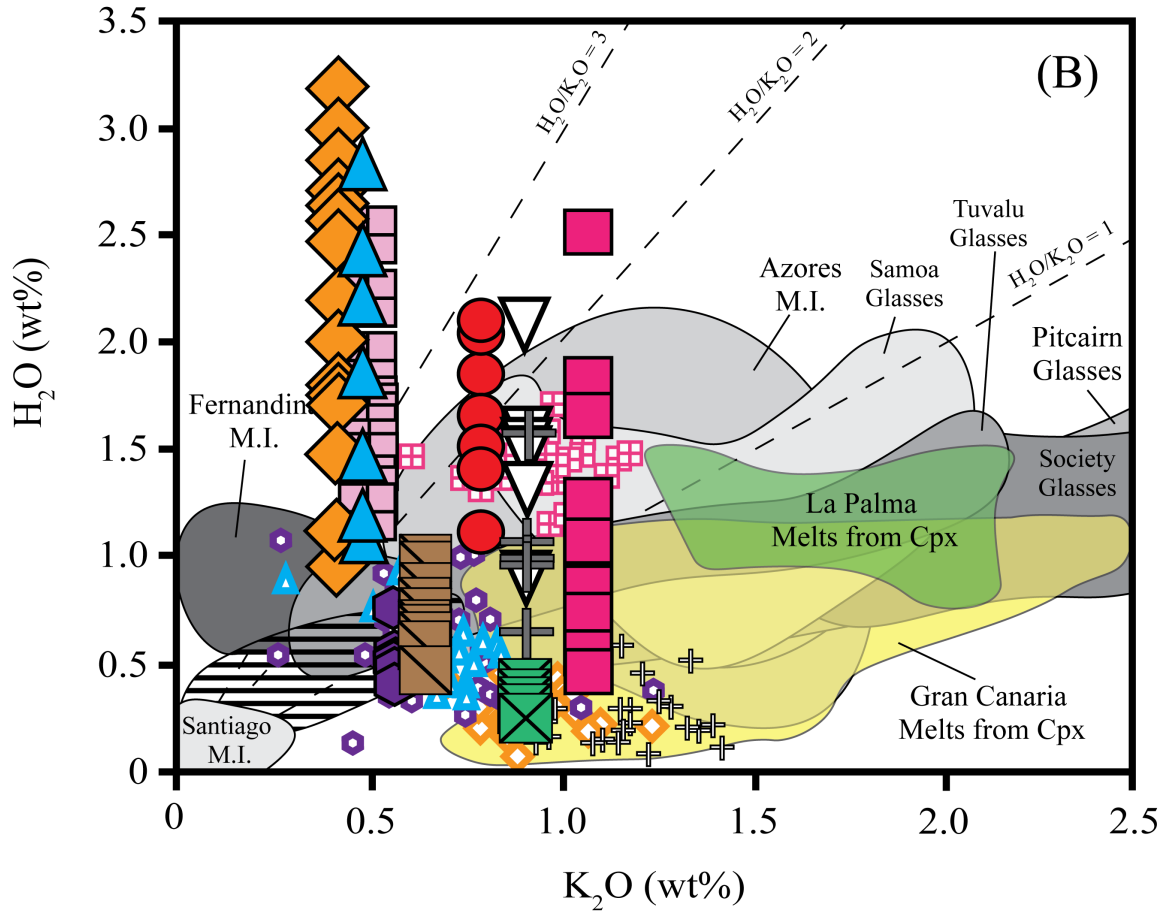 (B)
3.5
3.0
2.5
2.0
1.5
1.0
0.5
0
H₂O (wt%)
H₂O/K₂O = 3
H₂O/K₂O = 2
H₂O/K₂O = 1
Tuvalu
Glasses
Azores
M.I.
Samoa
Glasses
Pitcairn
Glasses
Fernandina
M.I.
Society
Glasses
La Palma
Melts from Cpx
Gran Canaria
Melts from Cpx
Santiago
M.I.
0
0.5
1.0
1.5
2.0
2.5
K₂O (wt%)